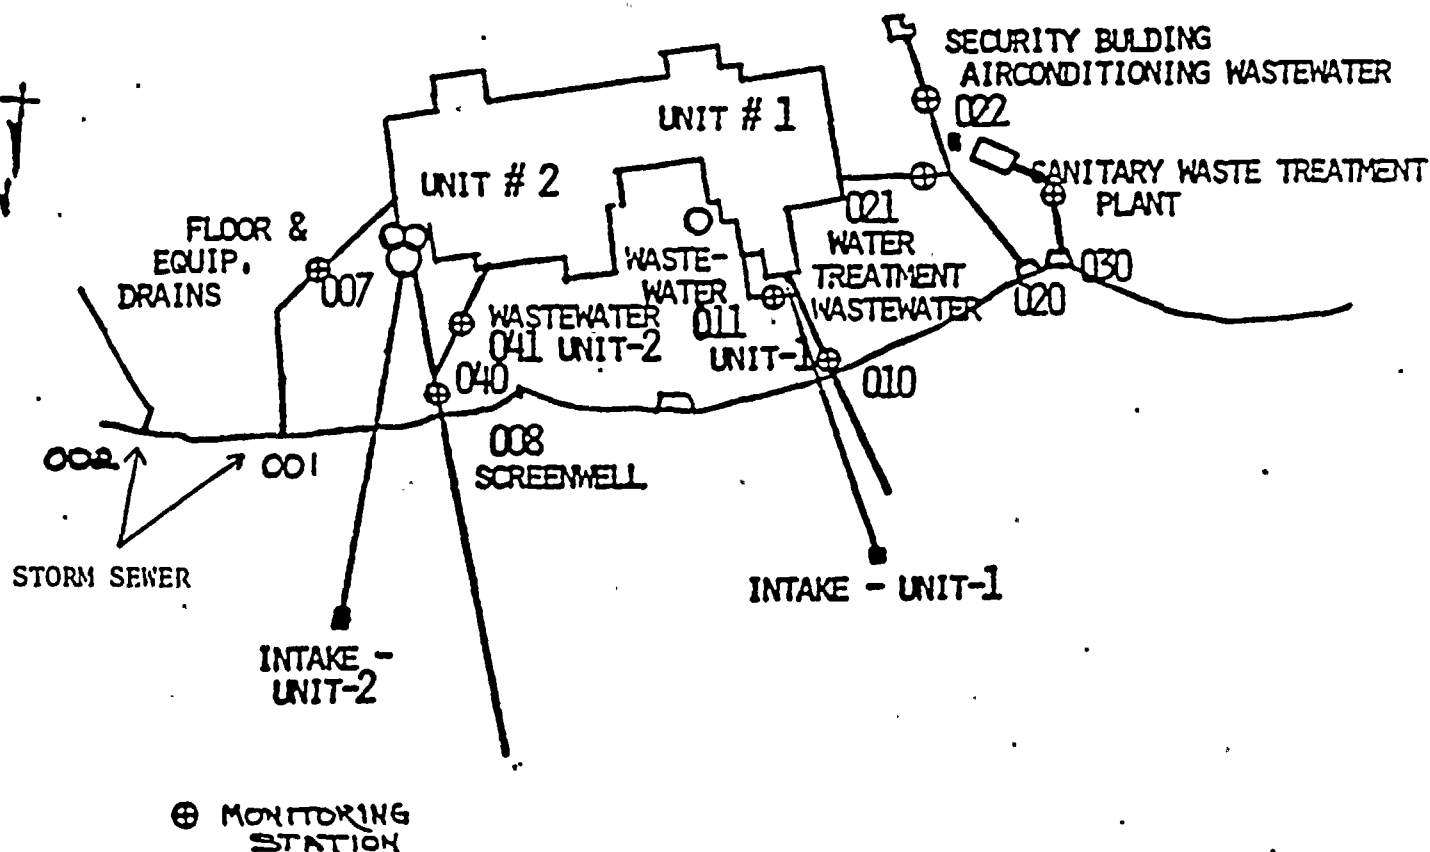 SECURITY BULDING
AIRCONDITIONING WASTEWATER
022
UNIT # 1
UNIT # 2
SANITARY WASTE TREATMENT
PLANT
021
WATER
TREATMENT
WASTEWATER
FLOOR &
EQUIP.
DRAINS
007
WASTE-
WATER
011
UNIT-1
030
020
WASTEWATER
041 UNIT-2
040
010
008
SCREENWELL
002
001
STORM SEWER
INTAKE - UNIT-1
INTAKE -
UNIT-2
MONITORING
STATION